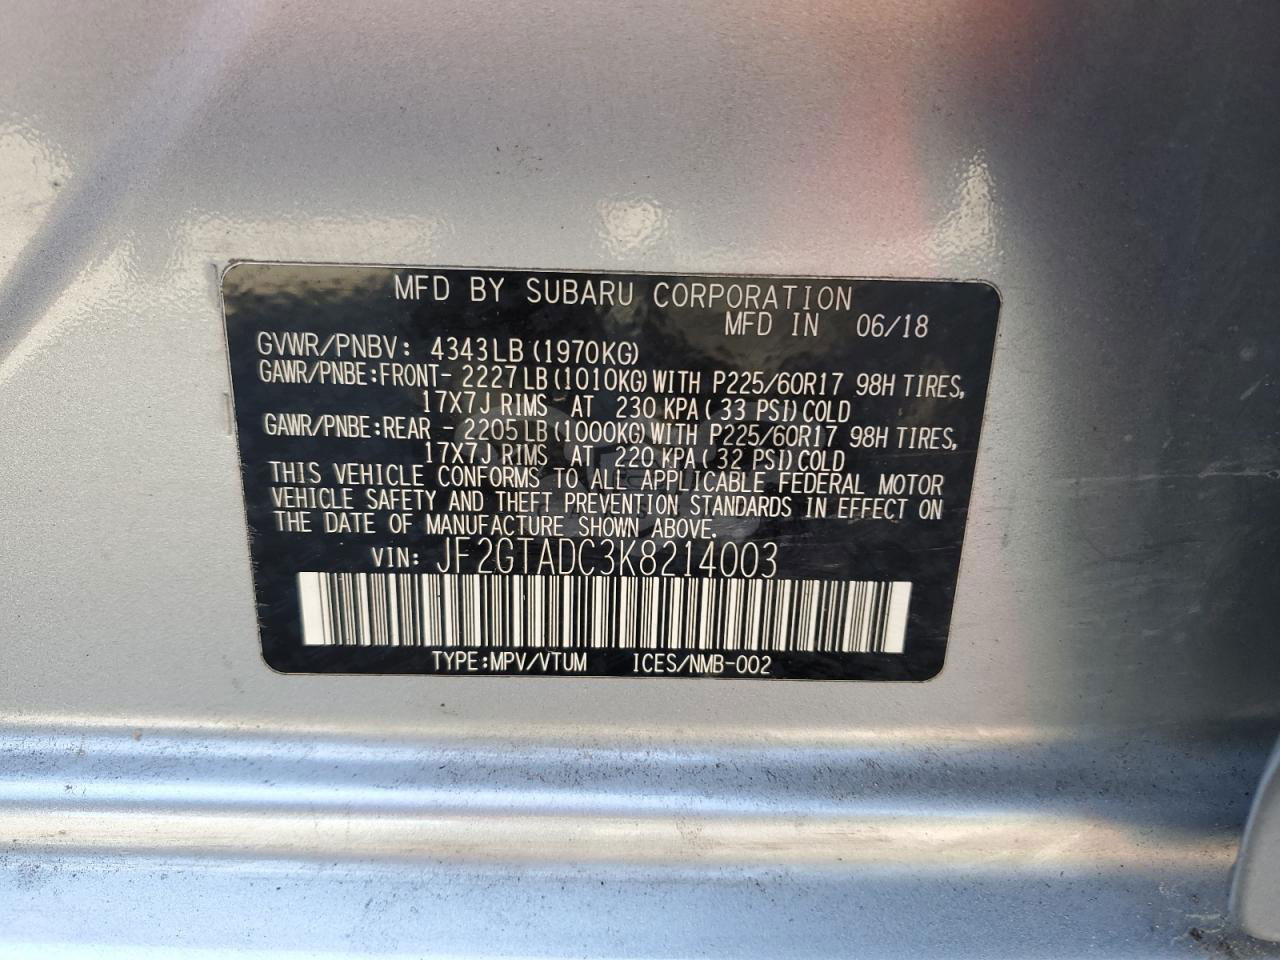 MFD BY SUBARU CORPORATION
MFD IN 06/18
GVWR/PNBV: 4343LB(1970KG)
GAWR/PNBE:FRONT- 2227LB(1010KG)WITH P225/60R17 98H TIRES,
17X7J RIMS AT 230 KPA(33 PSI)COLD
GAWR/PNBE:REAR - 2205LB(1000KG)WITH P225/60R17 98H TIRES,
17X7J RIMS AT 220 KPA(32 PSI)COLD
THIS VEHICLE CONFORMS TO ALL APPLICABLE FEDERAL MOTOR
VEHICLE SAFETY AND THEFT PREVENTION STANDARDS IN EFFECT ON
THE DATE OF MANUFACTURE SHOWN ABOVE.
VIN: JF2GTADC3K8214003
TYPE:MPV/VTUM ICES/NMB-002